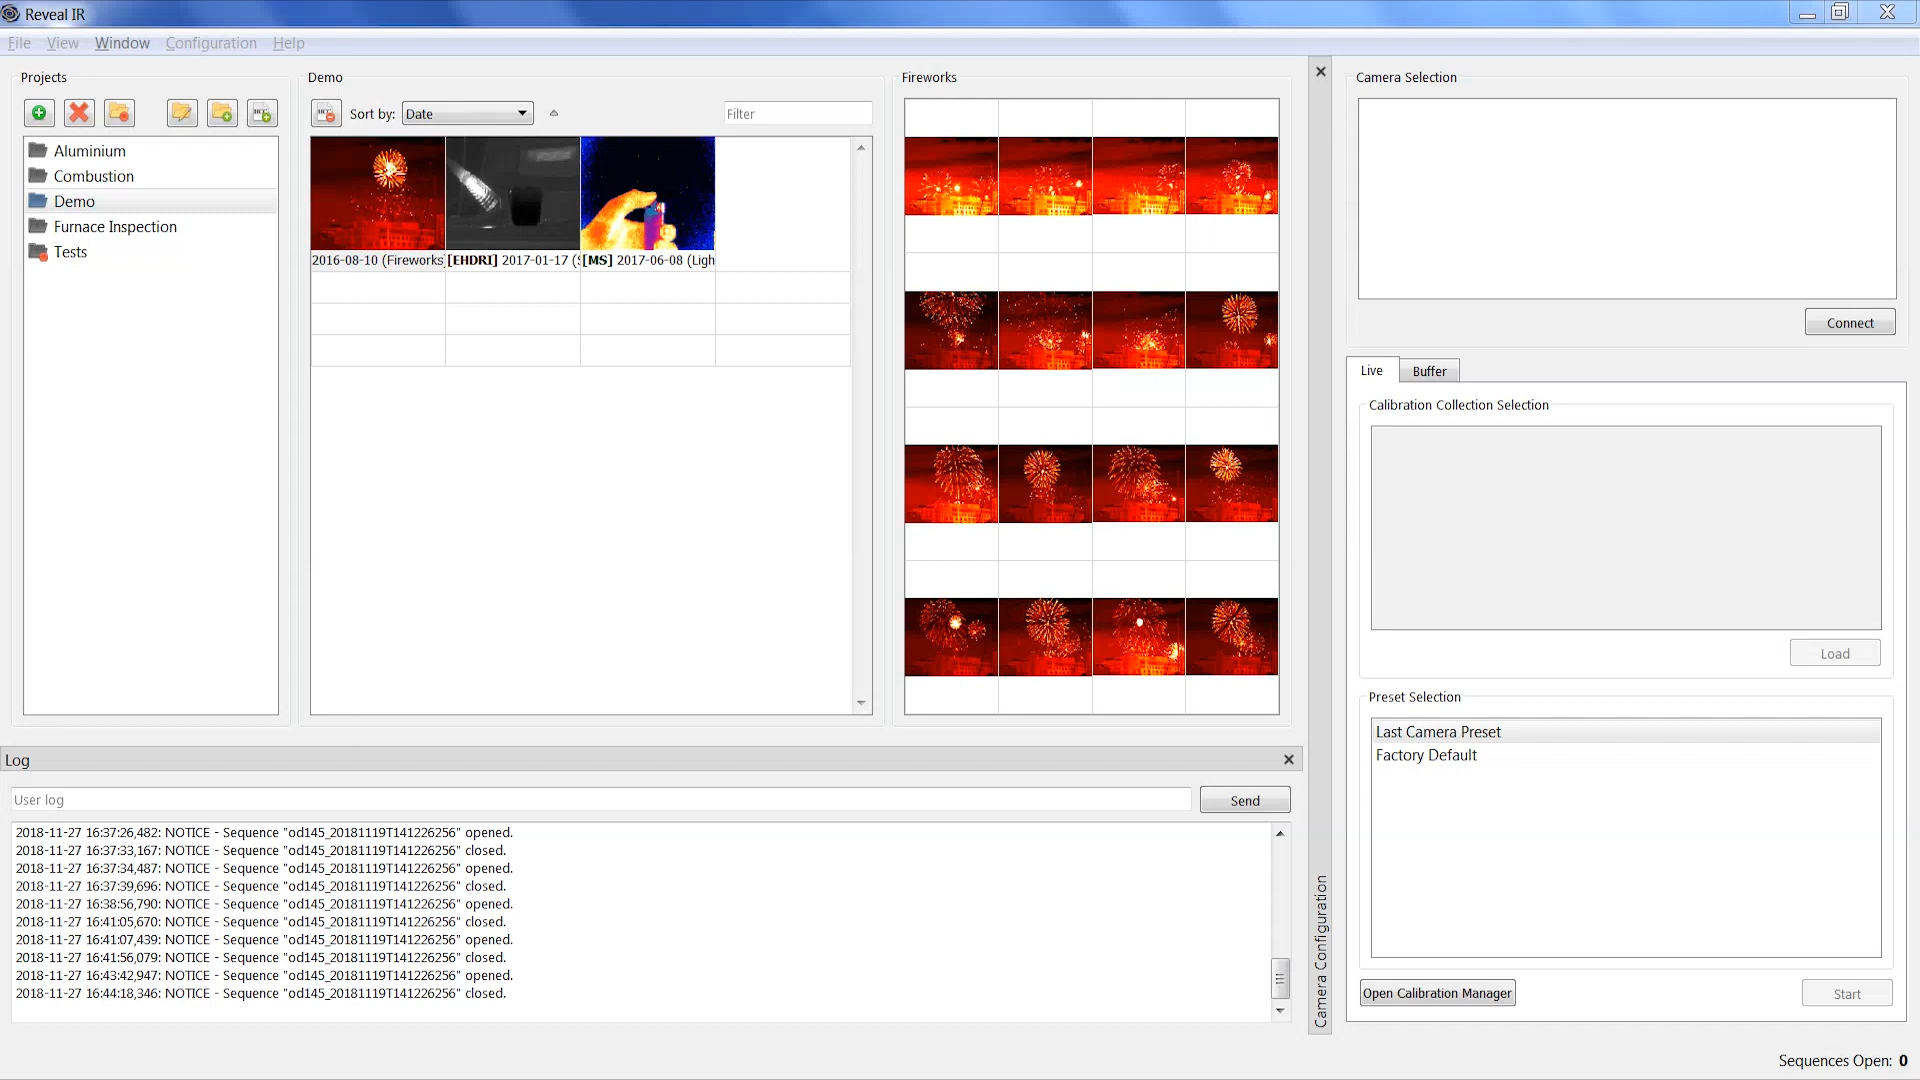 Reveal IR
File View Window Configuration Help
Projects
Aluminium
Combustion
Demo
Furnace Inspection
Tests
Demo
Sort by: Date
Filter
2016-08-10 (Fireworks
[EHDRI] 2017-01-17 (S
[MS] 2017-06-08 (Ligh
Fireworks
Log
User log
Send
2018-11-27 16:37:26,482: NOTICE - Sequence "od145_20181119T141226256" opened.
2018-11-27 16:37:33,167: NOTICE - Sequence "od145_20181119T141226256" closed.
2018-11-27 16:37:34,487: NOTICE - Sequence "od145_20181119T141226256" opened.
2018-11-27 16:37:39,696: NOTICE - Sequence "od145_20181119T141226256" closed.
2018-11-27 16:38:56,790: NOTICE - Sequence "od145_20181119T141226256" opened.
2018-11-27 16:41:05,670: NOTICE - Sequence "od145_20181119T141226256" closed.
2018-11-27 16:41:07,439: NOTICE - Sequence "od145_20181119T141226256" opened.
2018-11-27 16:41:56,079: NOTICE - Sequence "od145_20181119T141226256" closed.
2018-11-27 16:43:42,947: NOTICE - Sequence "od145_20181119T141226256" opened.
2018-11-27 16:44:18,346: NOTICE - Sequence "od145_20181119T141226256" closed.
Camera Configuration
Camera Selection
Connect
Live Buffer
Calibration Collection Selection
Load
Preset Selection
Last Camera Preset
Factory Default
Open Calibration Manager
Start
Sequences Open: 0